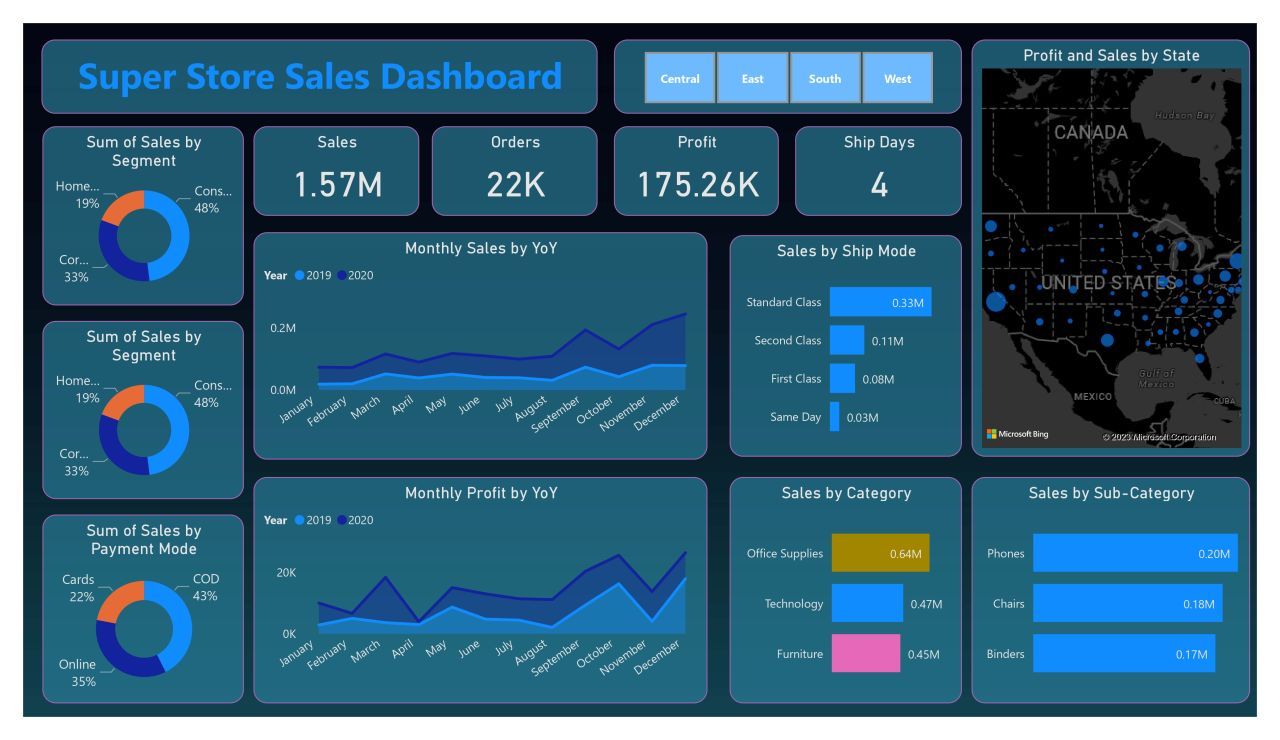 Super Store Sales Dashboard
Central
East
South
West
Profit and Sales by State
Sum of Sales by
Segment
Home...
19%
Cons...
48%
Cor...
33%
Sales
1.57M
Orders
22K
Profit
175.26K
Ship Days
4
Hudson Bay
CANADA
UNITED STATES
Gulf of
Mexico
MEXICO
CUBA
Microsoft Bing
© 2023 Microsoft Corporation
Monthly Sales by YoY
Year 2019 2020
0.2M
0.0M
January
February
March
April
May
June
July
August
September
October
November
December
Sales by Ship Mode
Standard Class 0.33M
Second Class 0.11M
First Class 0.08M
Same Day 0.03M
Sum of Sales by
Segment
Home...
19%
Cons...
48%
Cor...
33%
Sum of Sales by
Payment Mode
Cards
22%
COD
43%
Online
35%
Monthly Profit by YoY
Year 2019 2020
20K
0K
January
February
March
April
May
June
July
August
September
October
November
December
Sales by Category
Office Supplies 0.64M
Technology 0.47M
Furniture 0.45M
Sales by Sub-Category
Phones 0.20M
Chairs 0.18M
Binders 0.17M